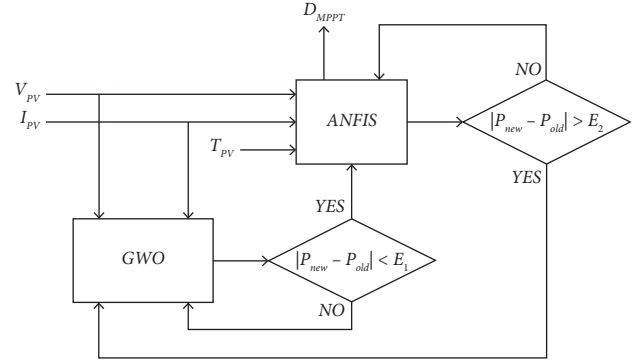 D_MPPT
NO
V_PV
I_PV
ANFIS
|P_new – P_old| > E_2
T_PV
YES
YES
GWO
|P_new – P_old| < E_1
NO